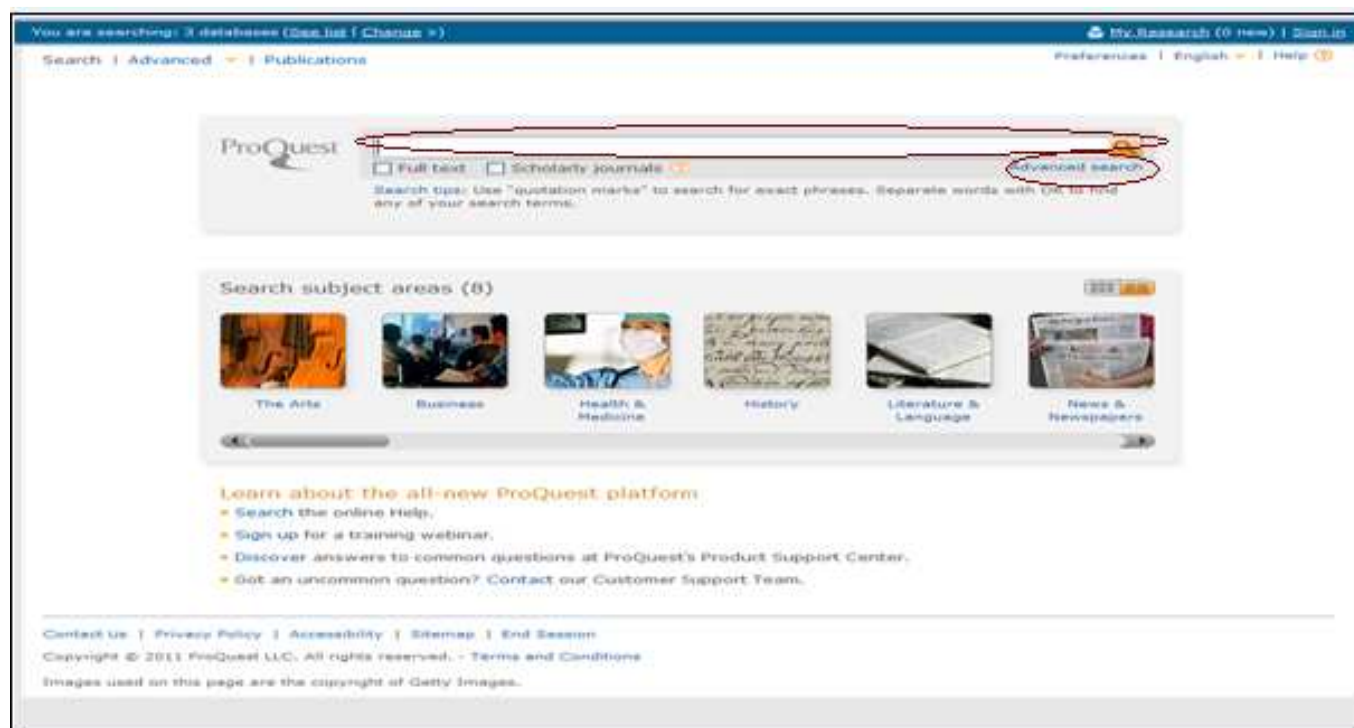 You are searching: 3 databases (See list | Change >)
My Research (0 new) | Sign in
Search | Advanced | Publications
Preferences | English | Help
ProQuest
Full text Scholarly journals
Advanced search
Search tips: Use "quotation marks" to search for exact phrases. Separate words with OR to find
any of your search terms.
Search subject areas (8)
The Arts
Business
Health &
Medicine
History
Literature &
Language
News &
Newspapers
Learn about the all-new ProQuest platform
Search the online Help.
Sign up for a training webinar.
Discover answers to common questions at ProQuest's Product Support Center.
Got an uncommon question? Contact our Customer Support Team.
Contact Us | Privacy Policy | Accessibility | Sitemap | End Session
Copyright © 2011 ProQuest LLC. All rights reserved. - Terms and Conditions
Images used on this page are the copyright of Getty Images.